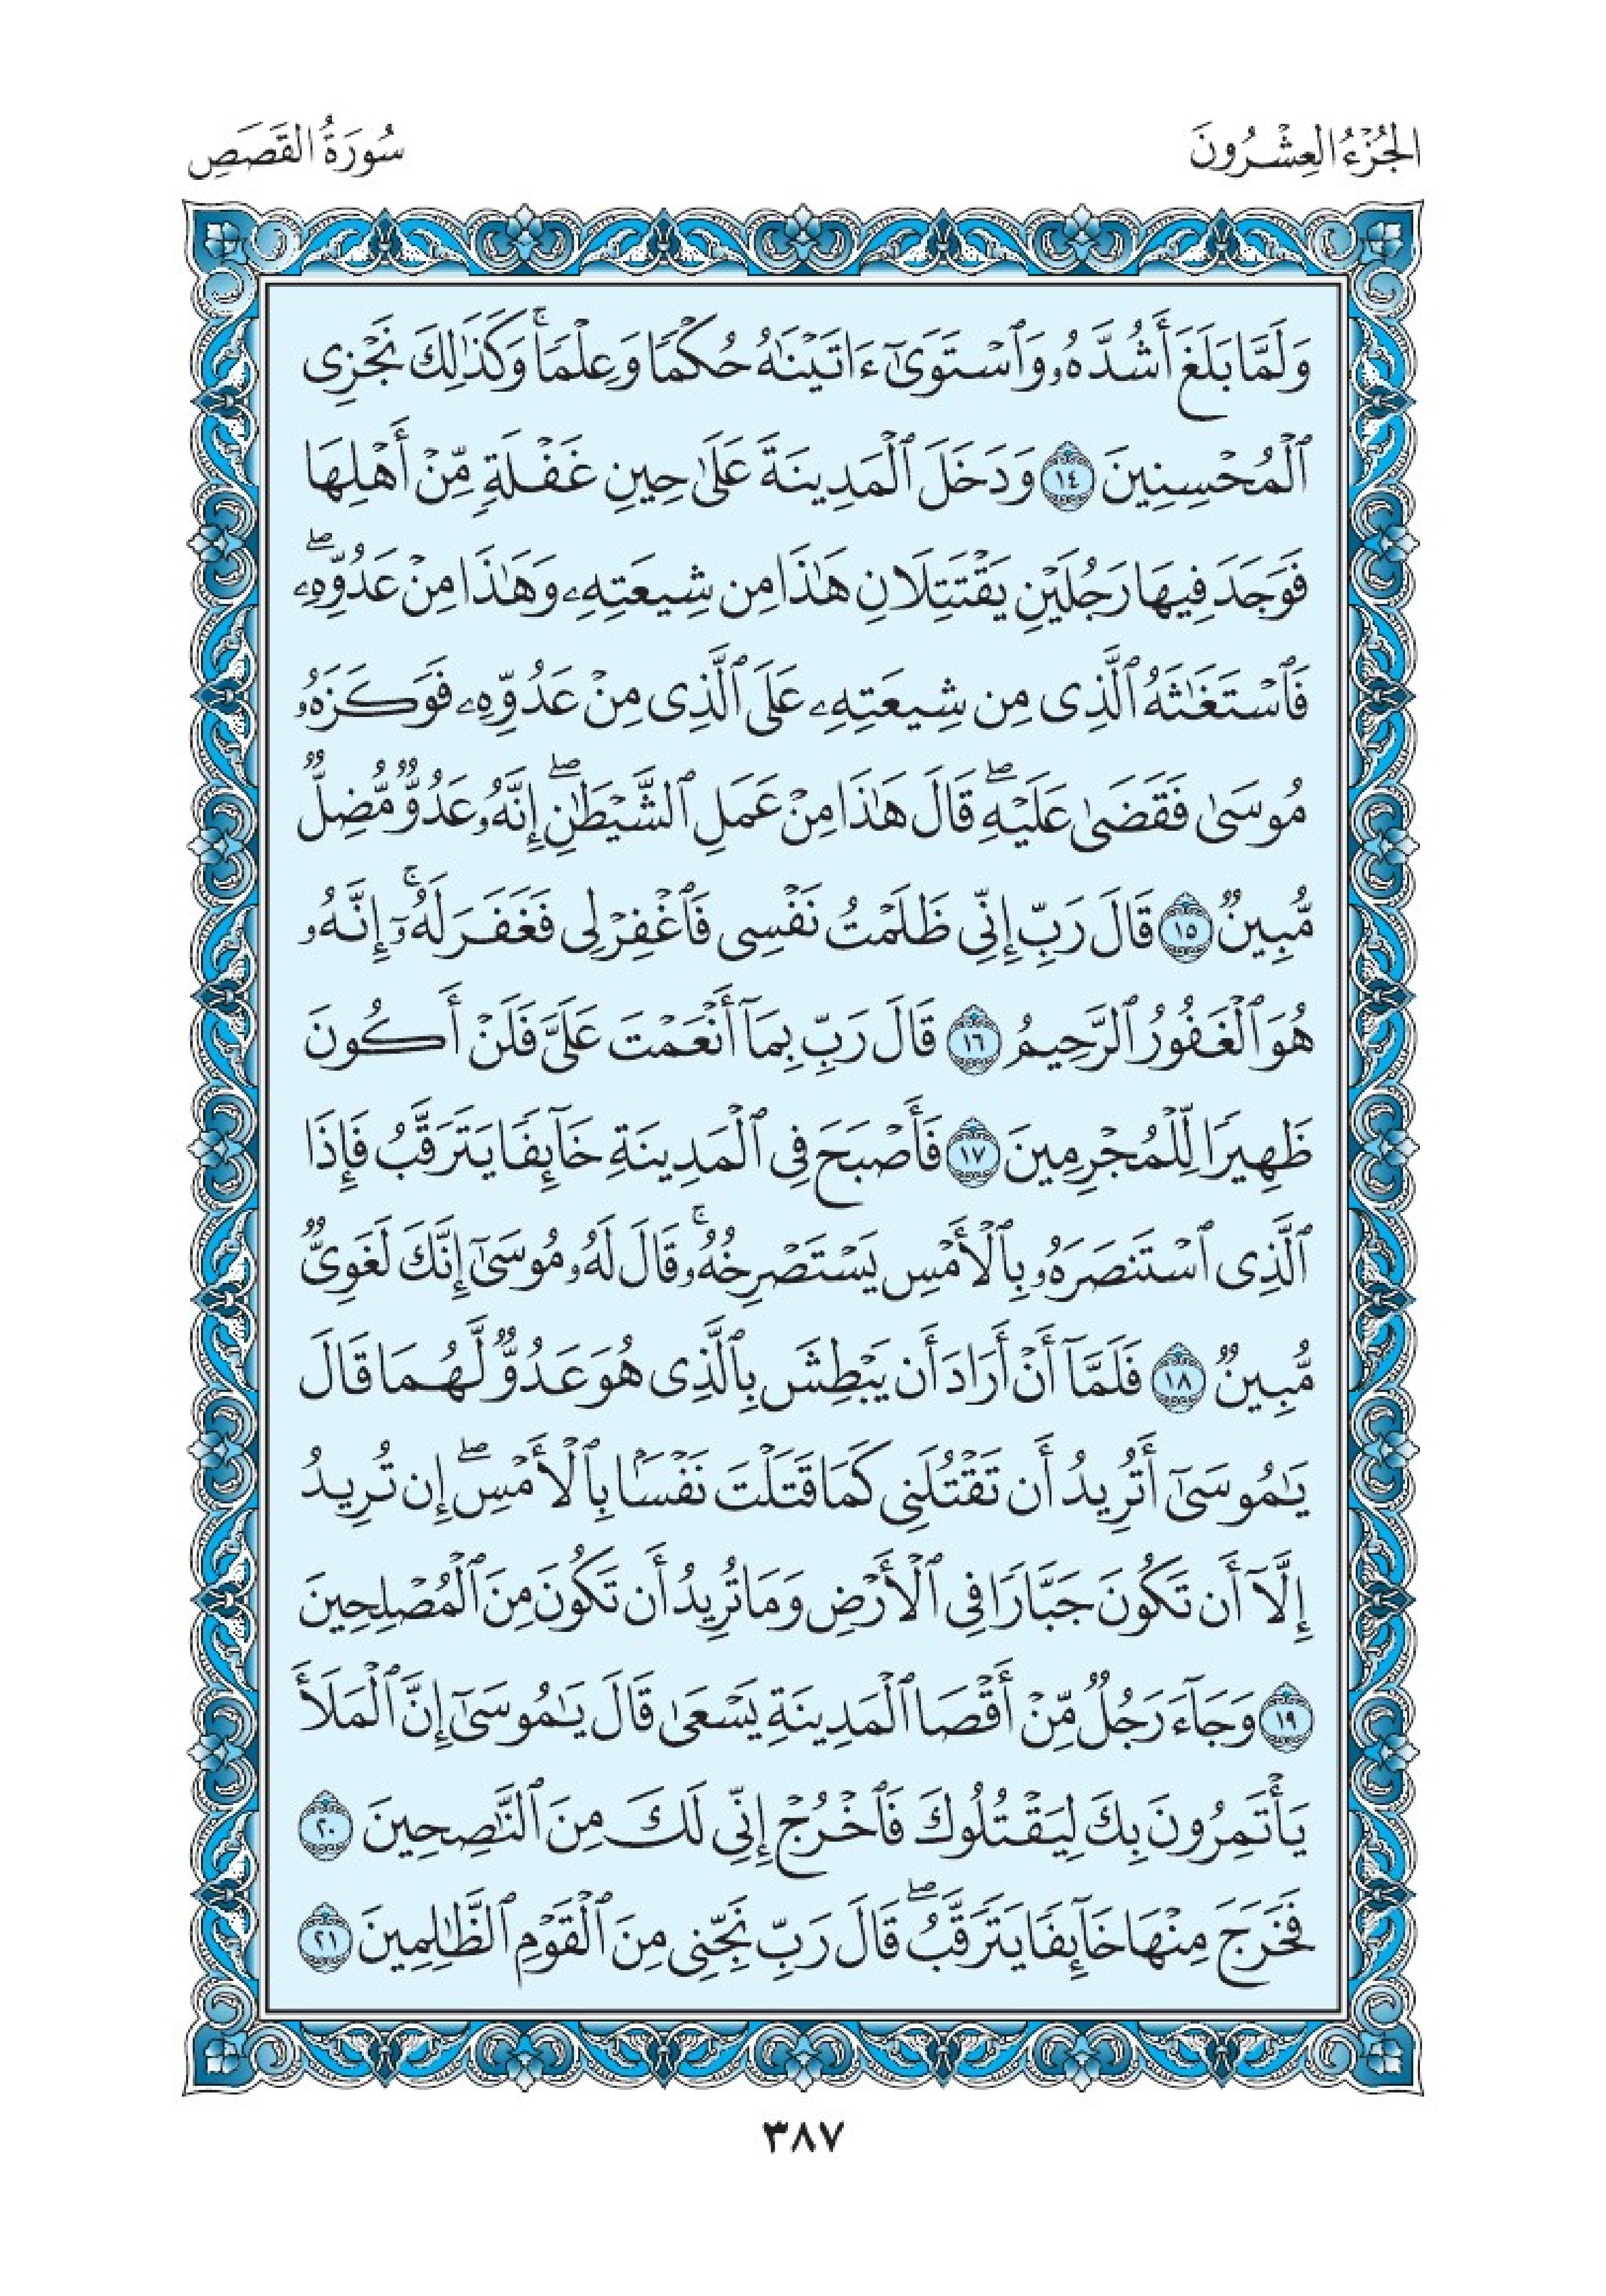 الجُزْءُ العِشْرُونَ
سُورَةُ القَصَصِ
وَلَمَّا بَلَغَ أَشُدَّهُۥ وَٱسْتَوَىٰٓ ءَاتَيْنَٰهُ حُكْمًا وَعِلْمًا ۚ وَكَذَٰلِكَ نَجْزِى
ٱلْمُحْسِنِينَ ١٤ وَدَخَلَ ٱلْمَدِينَةَ عَلَىٰ حِينِ غَفْلَةٍ مِّنْ أَهْلِهَا
فَوَجَدَ فِيهَا رَجُلَيْنِ يَقْتَتِلَانِ هَٰذَا مِن شِيعَتِهِۦ وَهَٰذَا مِنْ عَدُوِّهِۦ ۖ
فَٱسْتَغَٰثَهُ ٱلَّذِى مِن شِيعَتِهِۦ عَلَى ٱلَّذِى مِنْ عَدُوِّهِۦ فَوَكَزَهُۥ
مُوسَىٰ فَقَضَىٰ عَلَيْهِ ۖ قَالَ هَٰذَا مِنْ عَمَلِ ٱلشَّيْطَٰنِ ۖ إِنَّهُۥ عَدُوٌّ مُّضِلٌّ
مُّبِينٌ ١٥ قَالَ رَبِّ إِنِّى ظَلَمْتُ نَفْسِى فَٱغْفِرْ لِى فَغَفَرَ لَهُۥٓ ۚ إِنَّهُۥ
هُوَ ٱلْغَفُورُ ٱلرَّحِيمُ ١٦ قَالَ رَبِّ بِمَآ أَنْعَمْتَ عَلَىَّ فَلَنْ أَكُونَ
ظَهِيرًا لِّلْمُجْرِمِينَ ١٧ فَأَصْبَحَ فِى ٱلْمَدِينَةِ خَآئِفًا يَتَرَقَّبُ فَإِذَا
ٱلَّذِى ٱسْتَنصَرَهُۥ بِٱلْأَمْسِ يَسْتَصْرِخُهُۥ ۚ قَالَ لَهُۥ مُوسَىٰٓ إِنَّكَ لَغَوِىٌّ
مُّبِينٌ ١٨ فَلَمَّآ أَنْ أَرَادَ أَن يَبْطِشَ بِٱلَّذِى هُوَ عَدُوٌّ لَّهُمَا قَالَ
يَٰمُوسَىٰٓ أَتُرِيدُ أَن تَقْتُلَنِى كَمَا قَتَلْتَ نَفْسًۢا بِٱلْأَمْسِ ۖ إِن تُرِيدُ
إِلَّآ أَن تَكُونَ جَبَّارًا فِى ٱلْأَرْضِ وَمَا تُرِيدُ أَن تَكُونَ مِنَ ٱلْمُصْلِحِينَ
١٩ وَجَآءَ رَجُلٌ مِّنْ أَقْصَا ٱلْمَدِينَةِ يَسْعَىٰ قَالَ يَٰمُوسَىٰٓ إِنَّ ٱلْمَلَأَ
يَأْتَمِرُونَ بِكَ لِيَقْتُلُوكَ فَٱخْرُجْ إِنِّى لَكَ مِنَ ٱلنَّٰصِحِينَ ٢٠
فَخَرَجَ مِنْهَا خَآئِفًا يَتَرَقَّبُ ۖ قَالَ رَبِّ نَجِّنِى مِنَ ٱلْقَوْمِ ٱلظَّٰلِمِينَ ٢١
٣٨٧